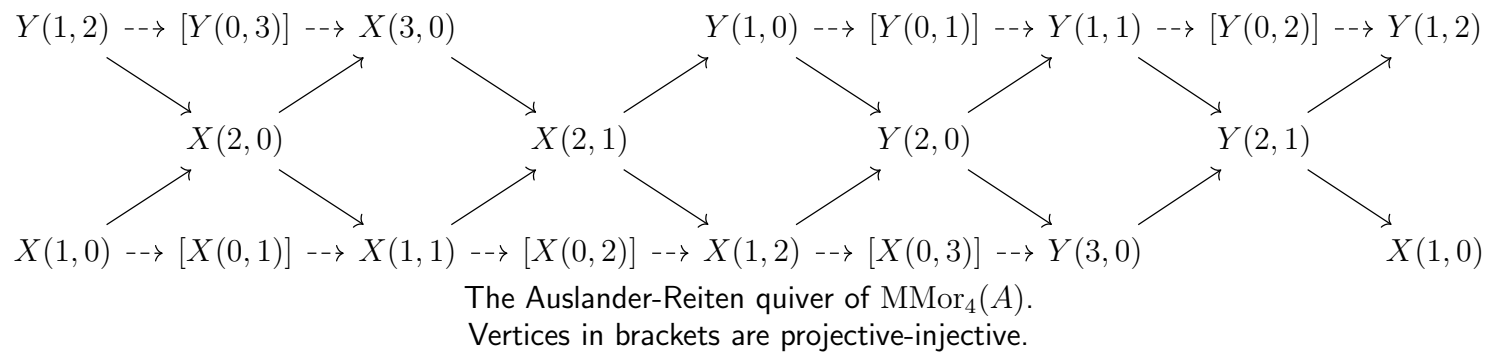 Y(1,2) ⇢ [Y(0,3)] ⇢ X(3,0) Y(1,0) ⇢ [Y(0,1)] ⇢ Y(1,1) ⇢ [Y(0,2)] ⇢ Y(1,2)
X(2,0) X(2,1) Y(2,0) Y(2,1)
X(1,0) ⇢ [X(0,1)] ⇢ X(1,1) ⇢ [X(0,2)] ⇢ X(1,2) ⇢ [X(0,3)] ⇢ Y(3,0) X(1,0)
The Auslander-Reiten quiver of MMor₄(A).
Vertices in brackets are projective-injective.